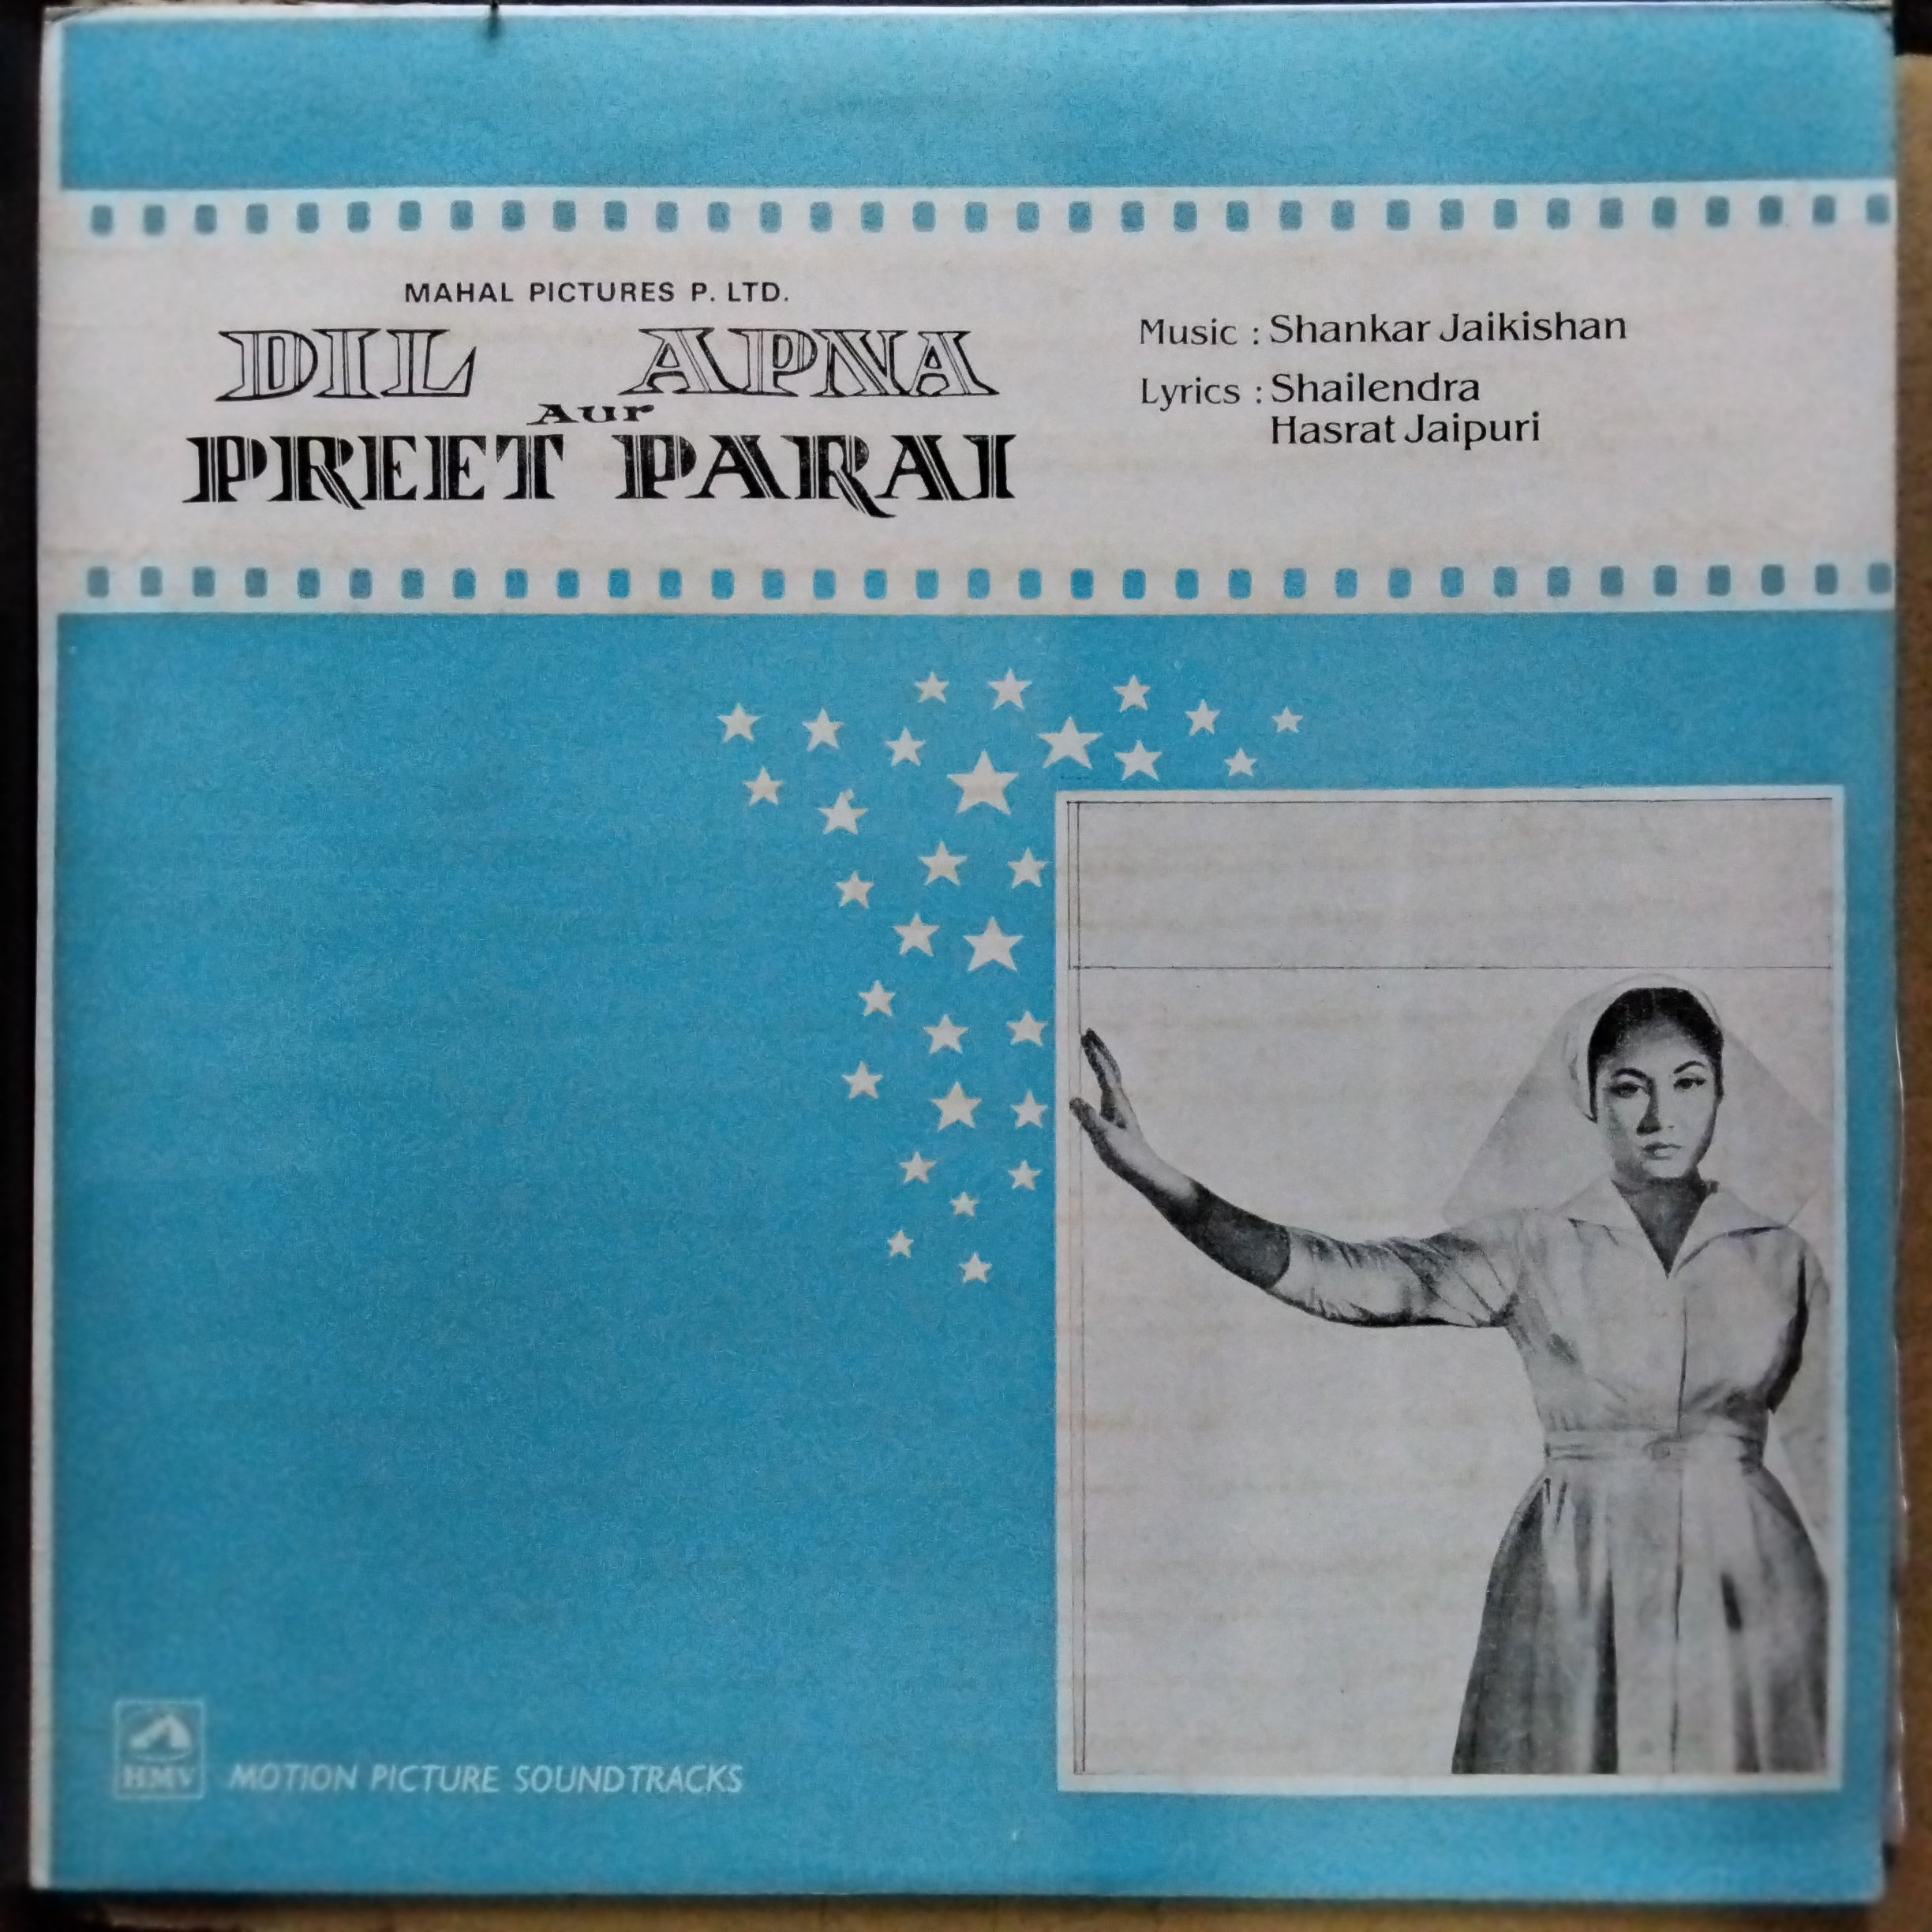 MAHAL PICTURES P. LTD.
DIL APNA
AUR
PREET PARAI
Music : Shankar Jaikishan
Lyrics : Shailendra
Hasrat Jaipuri
HMV
MOTION PICTURE SOUNDTRACKS